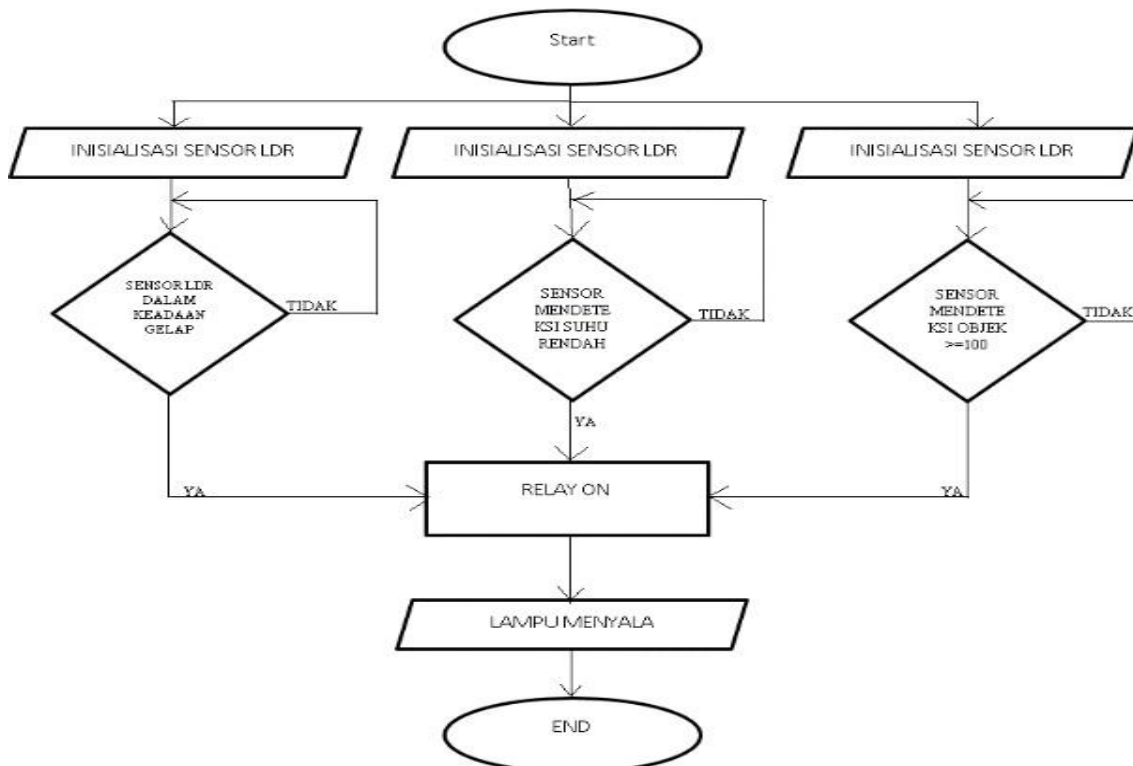 Start
INISIALISASI SENSOR LDR
INISIALISASI SENSOR LDR
INISIALISASI SENSOR LDR
SENSOR LDR
DALAM
KEADAAN
GELAP
TIDAK
SENSOR
MENDETE
KSI SUHU
RENDAH
TIDAK
SENSOR
MENDETE
KSI OBJEK
>=100
TIDAK
YA
YA
YA
RELAY ON
LAMPU MENYALA
END